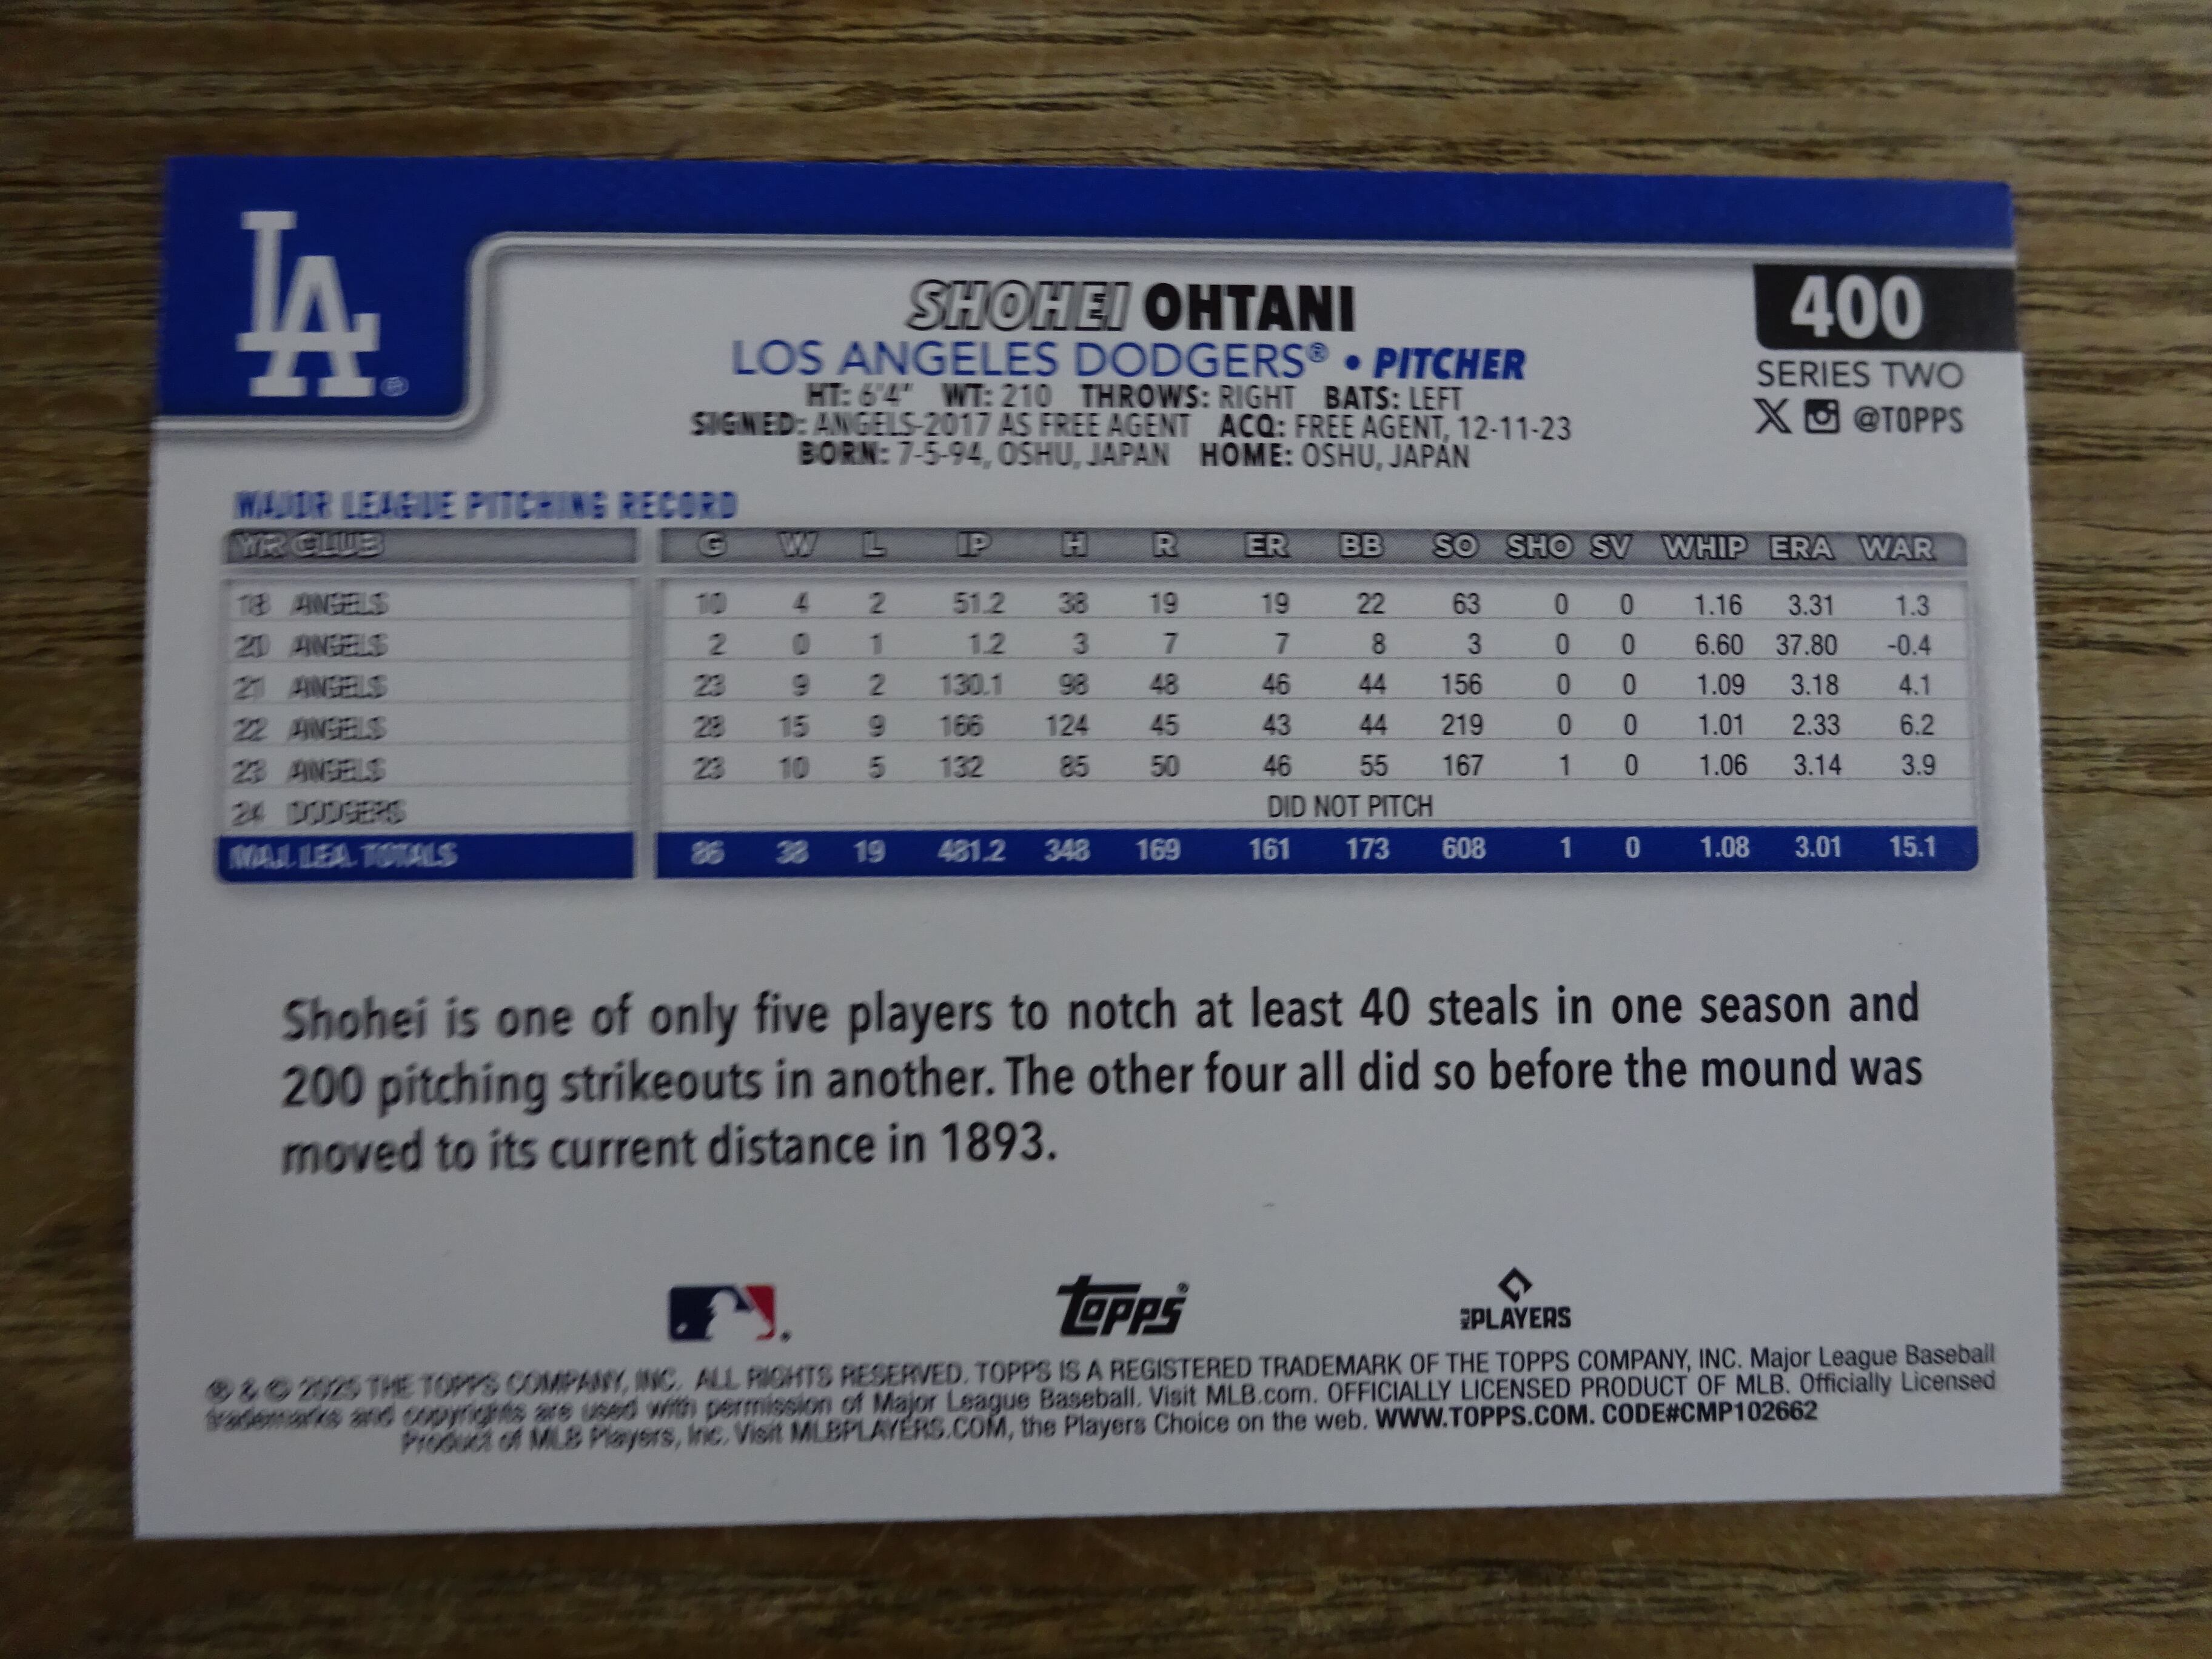 LA®
SHOHEI OHTANI
400
LOS ANGELES DODGERS® • PITCHER
SERIES TWO
HT: 6'4" WT: 210 THROWS: RIGHT BATS: LEFT
@TOPPS
SIGNED: ANGELS-2017 AS FREE AGENT ACQ: FREE AGENT, 12-11-23
BORN: 7-5-94, OSHU, JAPAN HOME: OSHU, JAPAN
MAJOR LEAGUE PITCHING RECORD
YR CLUB G W L IP H R ER BB SO SHO SV WHIP ERA WAR
18 ANGELS 10 4 2 51.2 38 19 19 22 63 0 0 1.16 3.31 1.3
20 ANGELS 2 0 1 1.2 3 7 7 8 3 0 0 6.60 37.80 -0.4
21 ANGELS 23 9 2 130.1 98 48 46 44 156 0 0 1.09 3.18 4.1
22 ANGELS 28 15 9 166 124 45 43 44 219 0 0 1.01 2.33 6.2
23 ANGELS 23 10 5 132 85 50 46 55 167 1 0 1.06 3.14 3.9
24 DODGERS DID NOT PITCH
MAJ. LEA. TOTALS 86 38 19 481.2 348 169 161 173 608 1 0 1.08 3.01 15.1
Shohei is one of only five players to notch at least 40 steals in one season and
200 pitching strikeouts in another. The other four all did so before the mound was
moved to its current distance in 1893.
Topps® PLAYERS
® & © 2025 THE TOPPS COMPANY, INC. ALL RIGHTS RESERVED. TOPPS IS A REGISTERED TRADEMARK OF THE TOPPS COMPANY, INC. Major League Baseball
trademarks and copyrights are used with permission of Major League Baseball. Visit MLB.com. OFFICIALLY LICENSED PRODUCT OF MLB. Officially Licensed
Product of MLB Players, Inc. Visit MLBPLAYERS.COM, the Players Choice on the web. WWW.TOPPS.COM. CODE#CMP102662